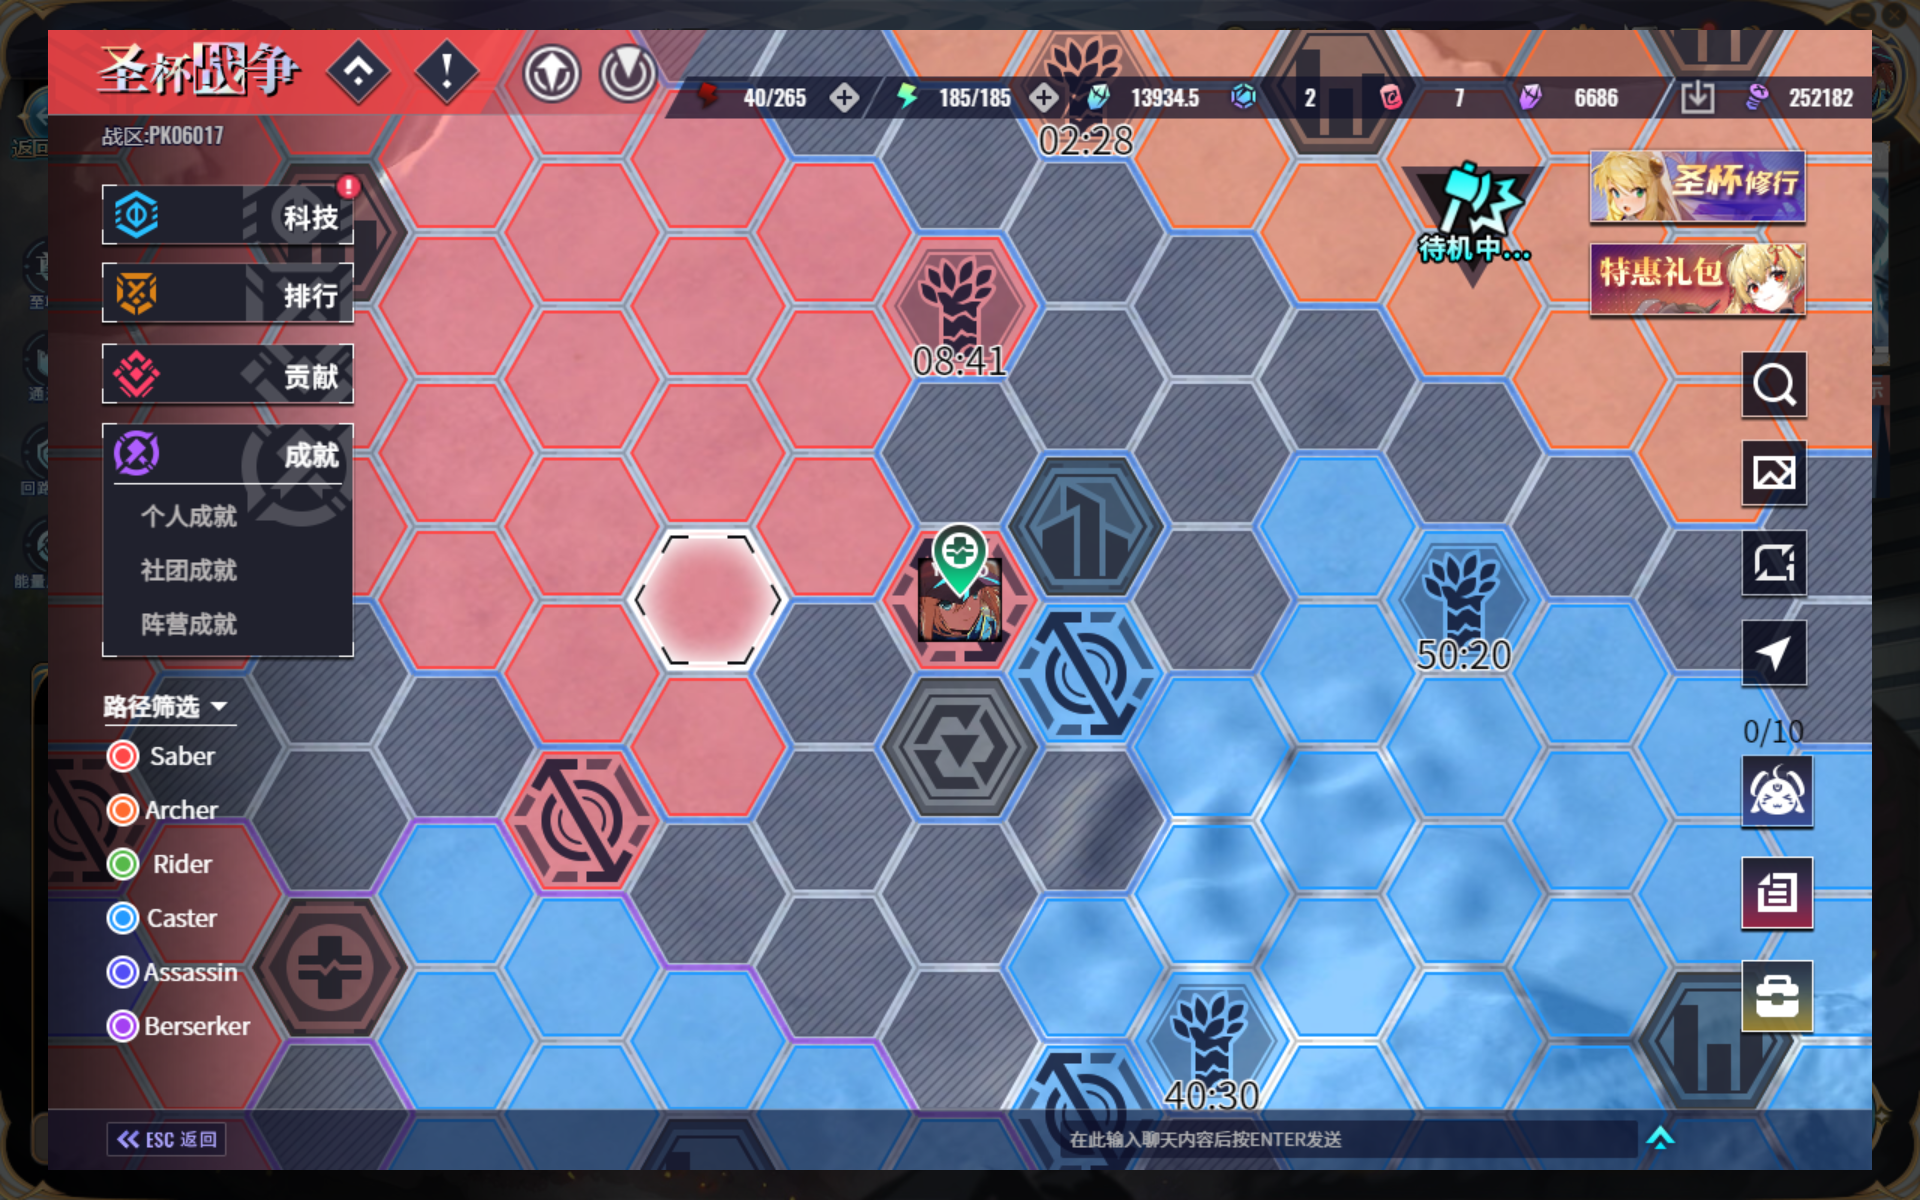 圣杯战争
40/265
185/185
13934.5
2
7
6686
252182
战区:PK06017
02:28
科技
排行
贡献
成就
个人成就
社团成就
阵营成就
圣杯修行
待机中...
特惠礼包
08:41
50:20
0/10
路径筛选
Saber
Archer
Rider
Caster
Assassin
Berserker
40:30
ESC 返回
在此输入聊天内容后按ENTER发送